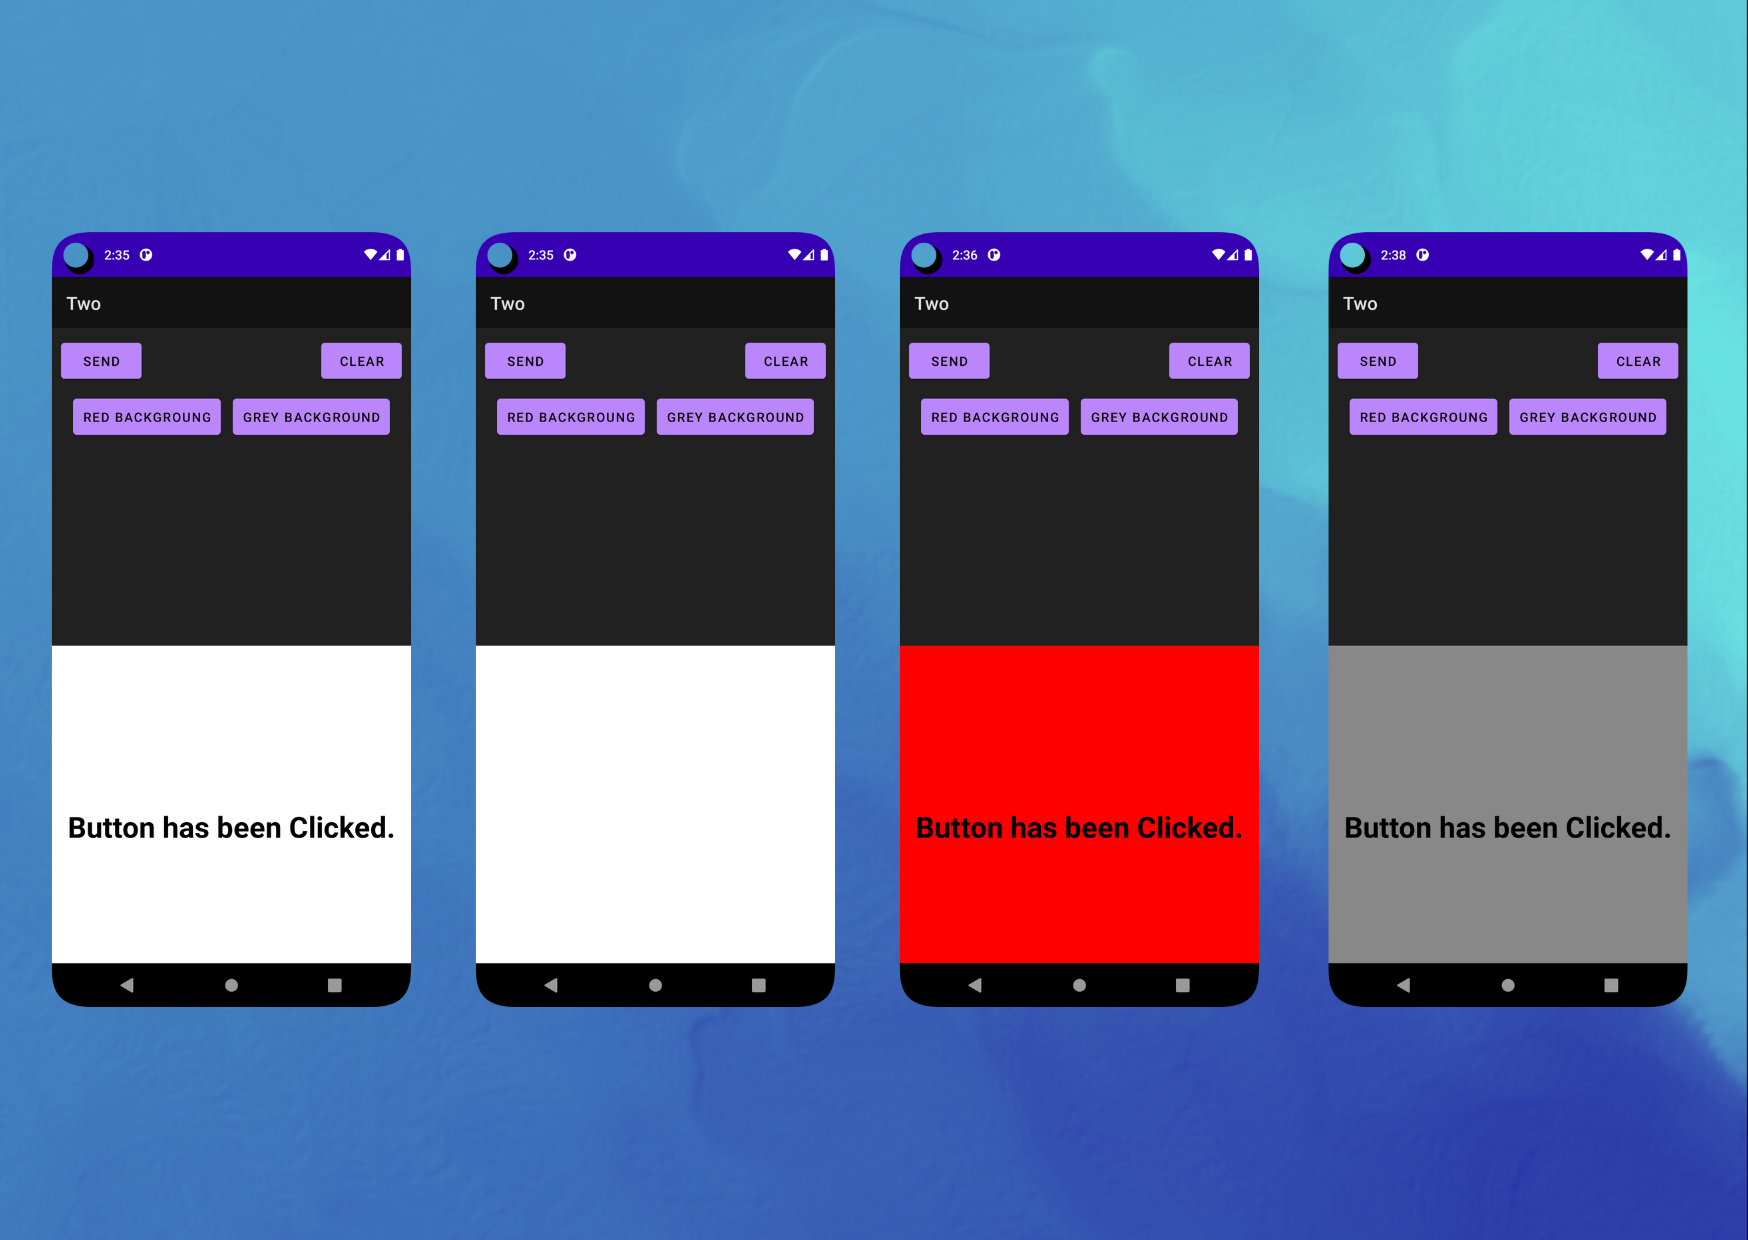 2:35
Two
SEND CLEAR
RED BACKGROUNG GREY BACKGROUND
Button has been Clicked.
2:35
Two
SEND CLEAR
RED BACKGROUNG GREY BACKGROUND
2:36
Two
SEND CLEAR
RED BACKGROUNG GREY BACKGROUND
Button has been Clicked.
2:38
Two
SEND CLEAR
RED BACKGROUNG GREY BACKGROUND
Button has been Clicked.